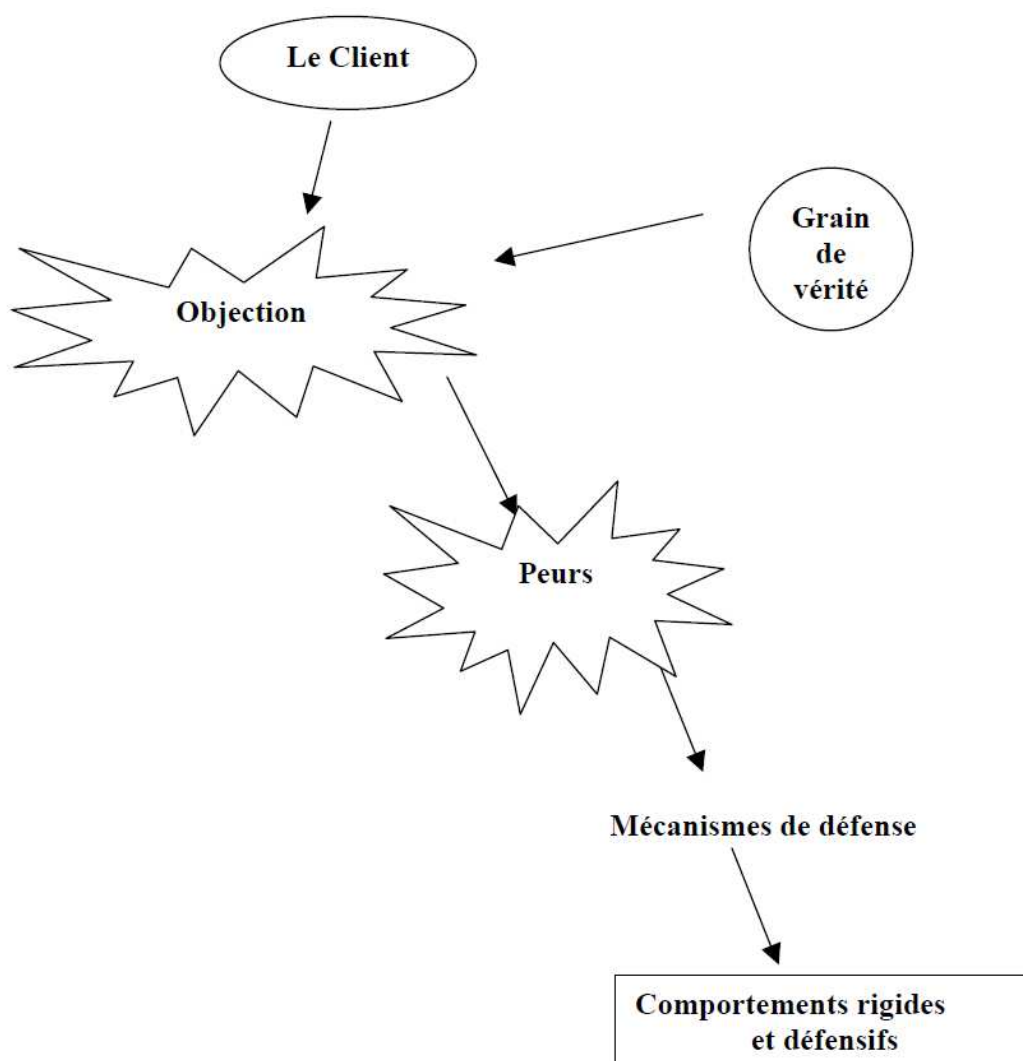 Le Client
Grain
de
vérité
Objection
Peurs
Mécanismes de défense
Comportements rigides
et défensifs